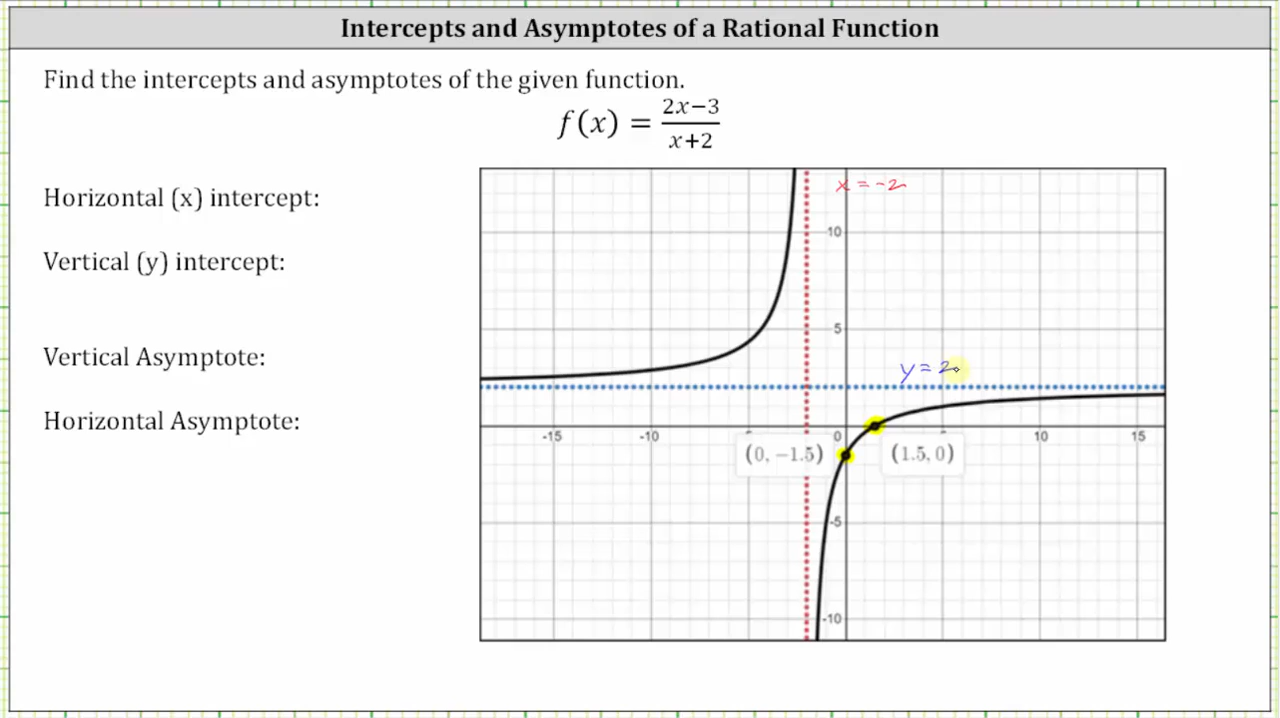 Intercepts and Asymptotes of a Rational Function
Find the intercepts and asymptotes of the given function.
f(x) = \frac{2x−3}{x+2}
Horizontal (x) intercept:
Vertical (y) intercept:
Vertical Asymptote:
Horizontal Asymptote:
x = -2
10
5
y = 2
-15
-10
0
10
15
(0, −1.5)
(1.5, 0)
-5
-10